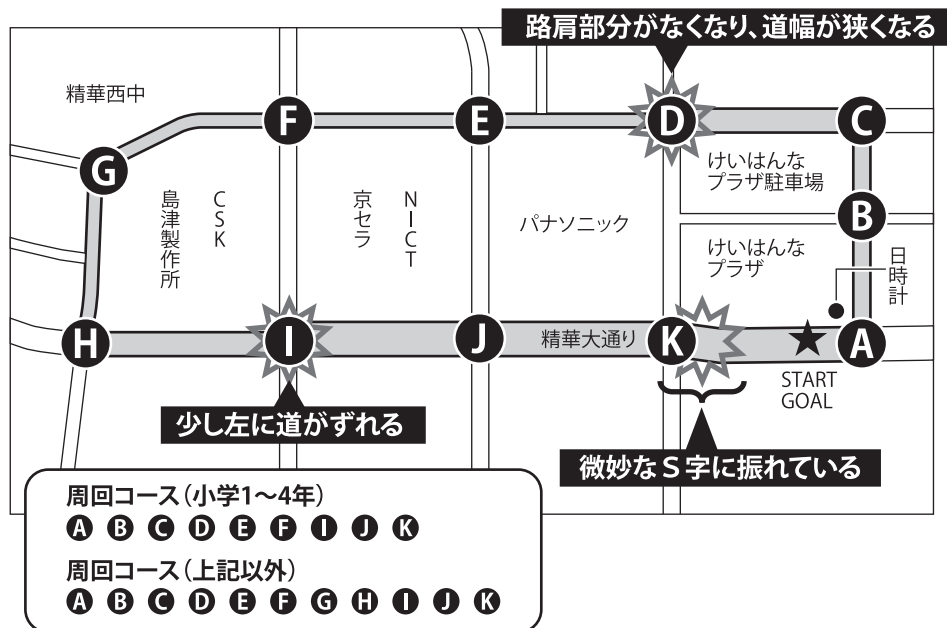 路肩部分がなくなり、道幅が狭くなる
精華西中
F
E
D
C
G
けいはんな
プラザ駐車場
島津製作所
CSK
京セラ
NICT
パナソニック
B
けいはんな
プラザ
日時計
H
I
J
精華大通り
K
★
A
START
GOAL
少し左に道がずれる
微妙なS字に振れている
周回コース(小学1〜4年)
A B C D E F I J K
周回コース(上記以外)
A B C D E F G H I J K